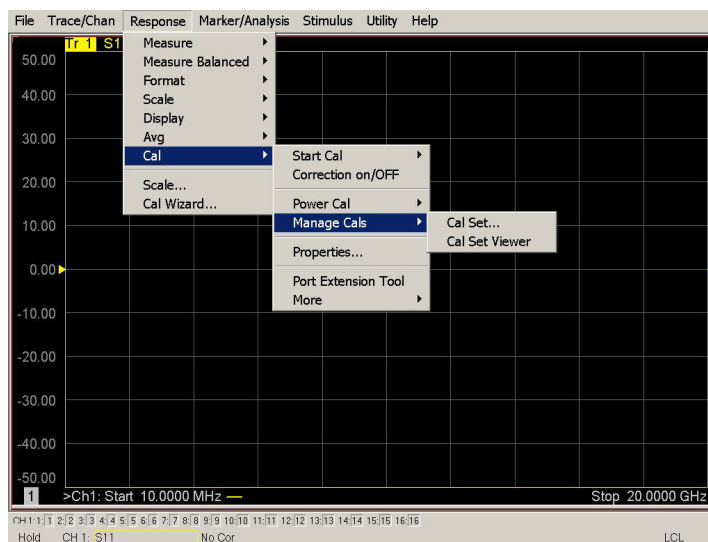 File Trace/Chan Response Marker/Analysis Stimulus Utility Help
Tr 1 S1
Measure
Measure Balanced
Format
Scale
Display
Avg
Cal
Scale...
Cal Wizard...
Start Cal
Correction on/OFF
Power Cal
Manage Cals
Properties...
Port Extension Tool
More
Cal Set...
Cal Set Viewer
50.00
40.00
30.00
20.00
10.00
0.00
-10.00
-20.00
-30.00
-40.00
-50.00
1 >Ch1: Start 10.0000 MHz Stop 20.0000 GHz
CH 1: 1: 1 2: 2 3: 3 4: 4 5: 5 6: 6 7: 7 8: 8 9: 9 10: 10 11: 11 12: 12 13: 13 14: 14 15: 15 16: 16
Hold CH 1: S11 No Cor LCL